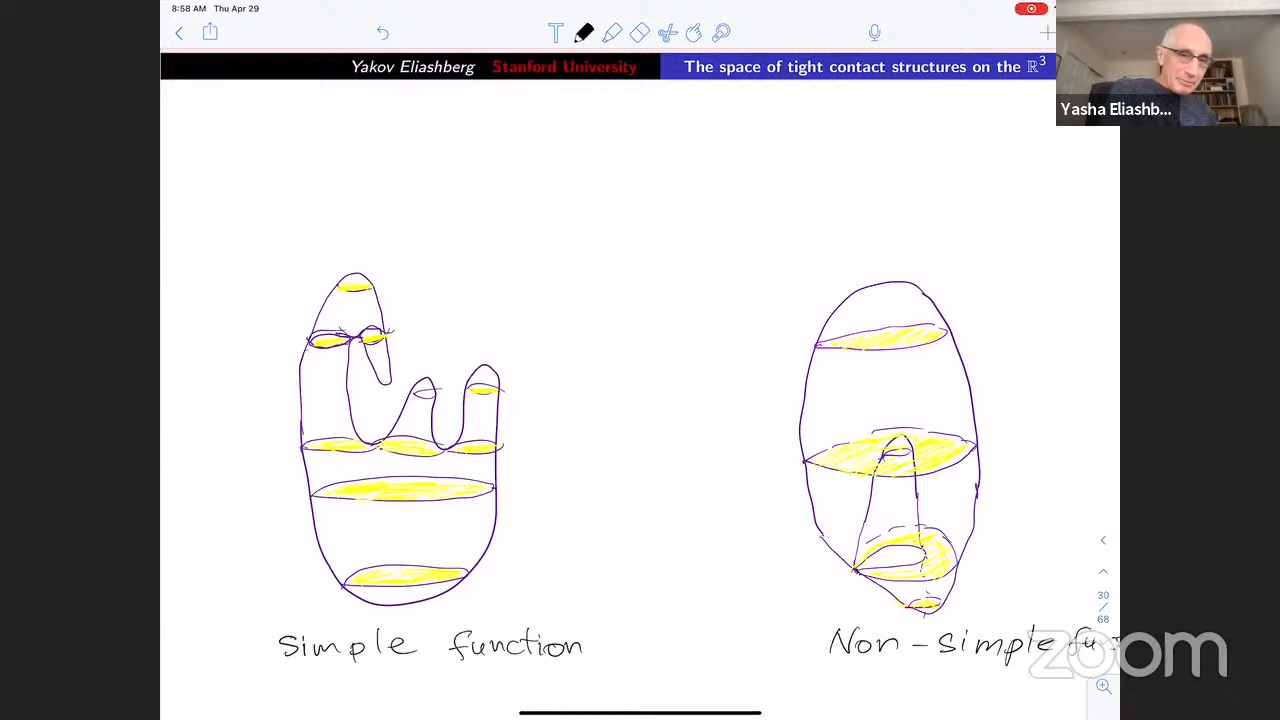 8:58 AM Thu Apr 29
Yakov Eliashberg Stanford University The space of tight contact structures on the ℝ³
Yasha Eliashb...
30
/
68
Simple function
Non-simple
zoom